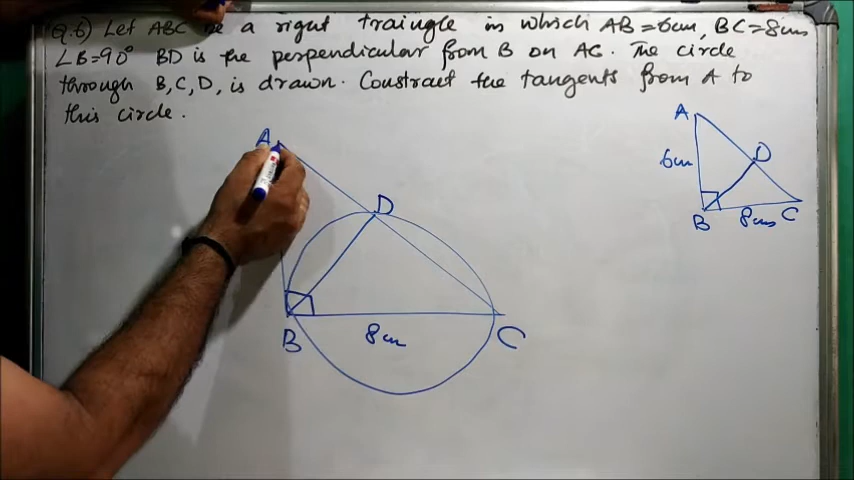 Q.6) Let ABC be a right traingle in which AB=6cm, BC=8cm
∠B=90° BD is the perpendicular from B on AC. The circle
through B, C, D, is drawn. Construct the tangents from A to
this circle.
A
D
6cm
B 8cm C
A
D
B 8cm C